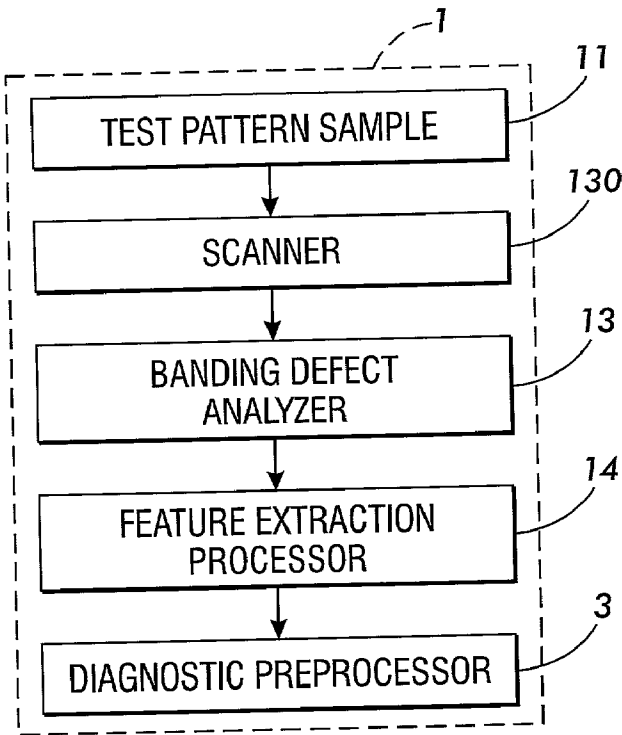 1
11
TEST PATTERN SAMPLE
130
SCANNER
13
BANDING DEFECT
ANALYZER
14
FEATURE EXTRACTION
PROCESSOR
3
DIAGNOSTIC PREPROCESSOR